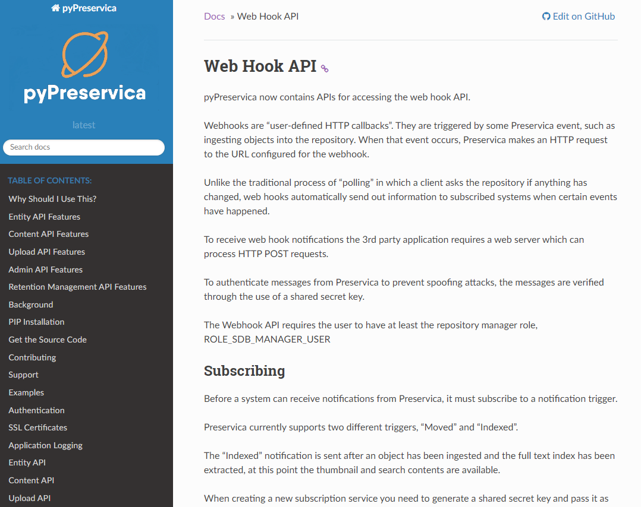 pyPreservica
pyPreservica
latest
Search docs
TABLE OF CONTENTS:
Why Should I Use This?
Entity API Features
Content API Features
Upload API Features
Admin API Features
Retention Management API Features
Background
PIP Installation
Get the Source Code
Contributing
Support
Examples
Authentication
SSL Certificates
Application Logging
Entity API
Content API
Upload API
Docs » Web Hook API
Edit on GitHub
Web Hook API
pyPreservica now contains APIs for accessing the web hook API.
Webhooks are “user-defined HTTP callbacks”. They are triggered by some Preservica event, such as
ingesting objects into the repository. When that event occurs, Preservica makes an HTTP request
to the URL configured for the webhook.
Unlike the traditional process of “polling” in which a client asks the repository if anything has
changed, web hooks automatically send out information to subscribed systems when certain events
have happened.
To receive web hook notifications the 3rd party application requires a web server which can
process HTTP POST requests.
To authenticate messages from Preservica to prevent spoofing attacks, the messages are verified
through the use of a shared secret key.
The Webhook API requires the user to have at least the repository manager role,
ROLE_SDB_MANAGER_USER
Subscribing
Before a system can receive notifications from Preservica, it must subscribe to a notification trigger.
Preservica currently supports two different triggers, “Moved” and “Indexed”.
The “Indexed” notification is sent after an object has been ingested and the full text index has been
extracted, at this point the thumbnail and search contents are available.
When creating a new subscription service you need to generate a shared secret key and pass it as